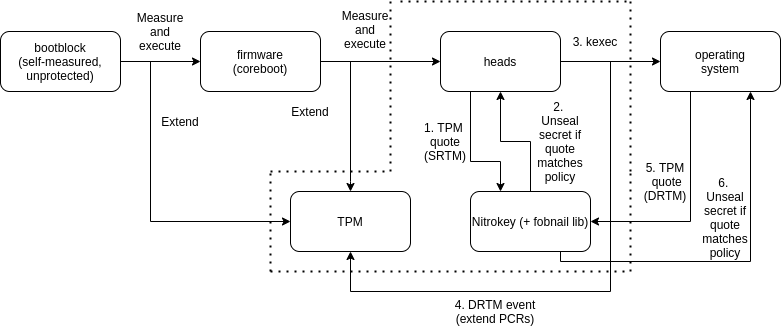 Measure
and
execute
Measure
and
execute
bootblock
(self-measured,
unprotected)
firmware
(coreboot)
heads
3. kexec
operating
system
Extend
Extend
1. TPM
quote
(SRTM)
2.
Unseal
secret if
quote
matches
policy
5. TPM
quote
(DRTM)
6.
Unseal
secret if
quote
matches
policy
TPM
Nitrokey (+ fobnail lib)
4. DRTM event
(extend PCRs)